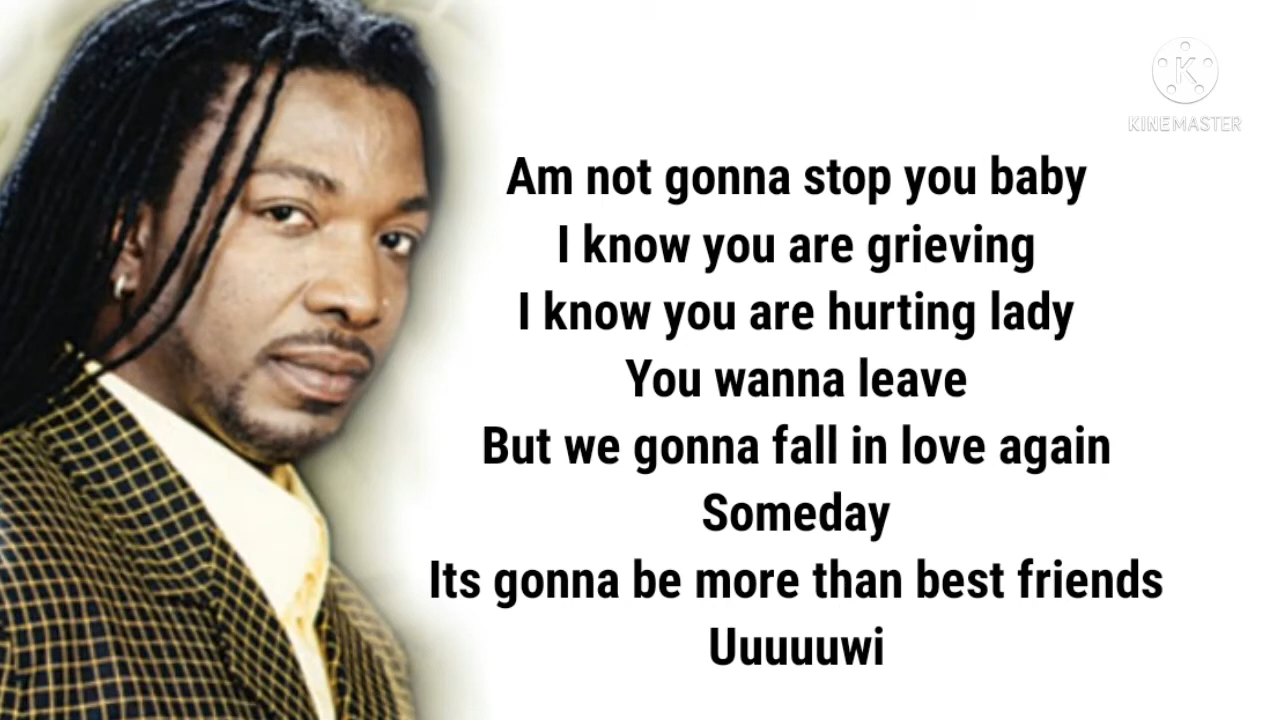 KINEMASTER
Am not gonna stop you baby
I know you are grieving
I know you are hurting lady
You wanna leave
But we gonna fall in love again
Someday
Its gonna be more than best friends
Uuuuuwi